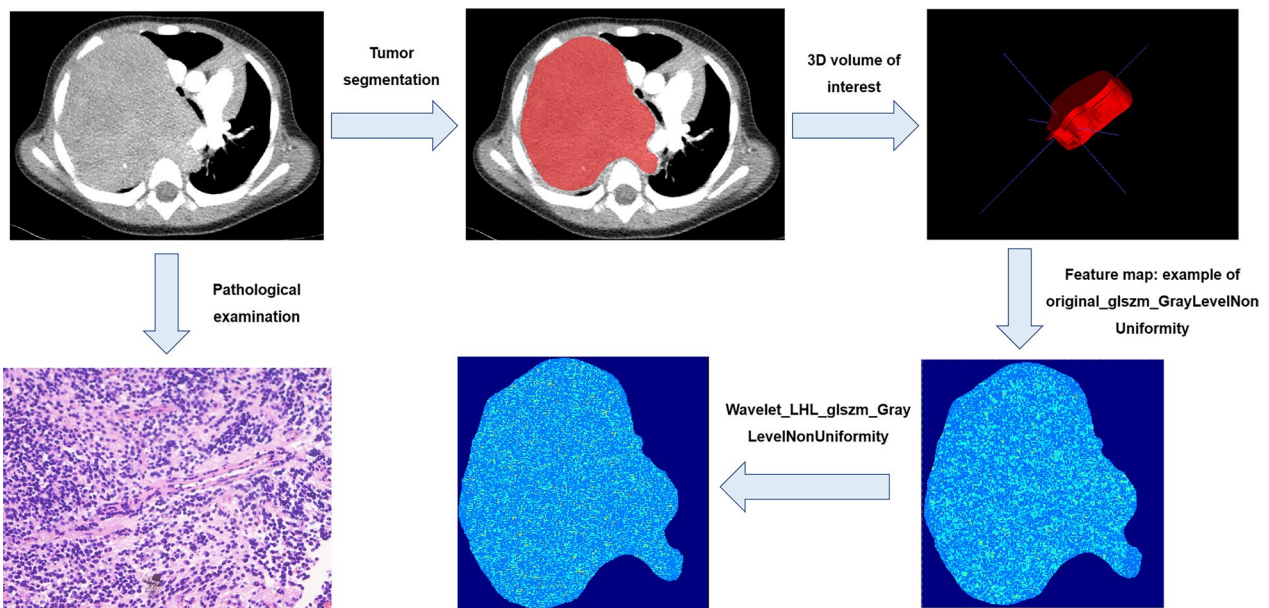 Tumor
segmentation
3D volume of
interest
Pathological
examination
Feature map: example of
original_glszm_GrayLevelNon
Uniformity
Wavelet_LHL_glszm_Gray
LevelNonUniformity